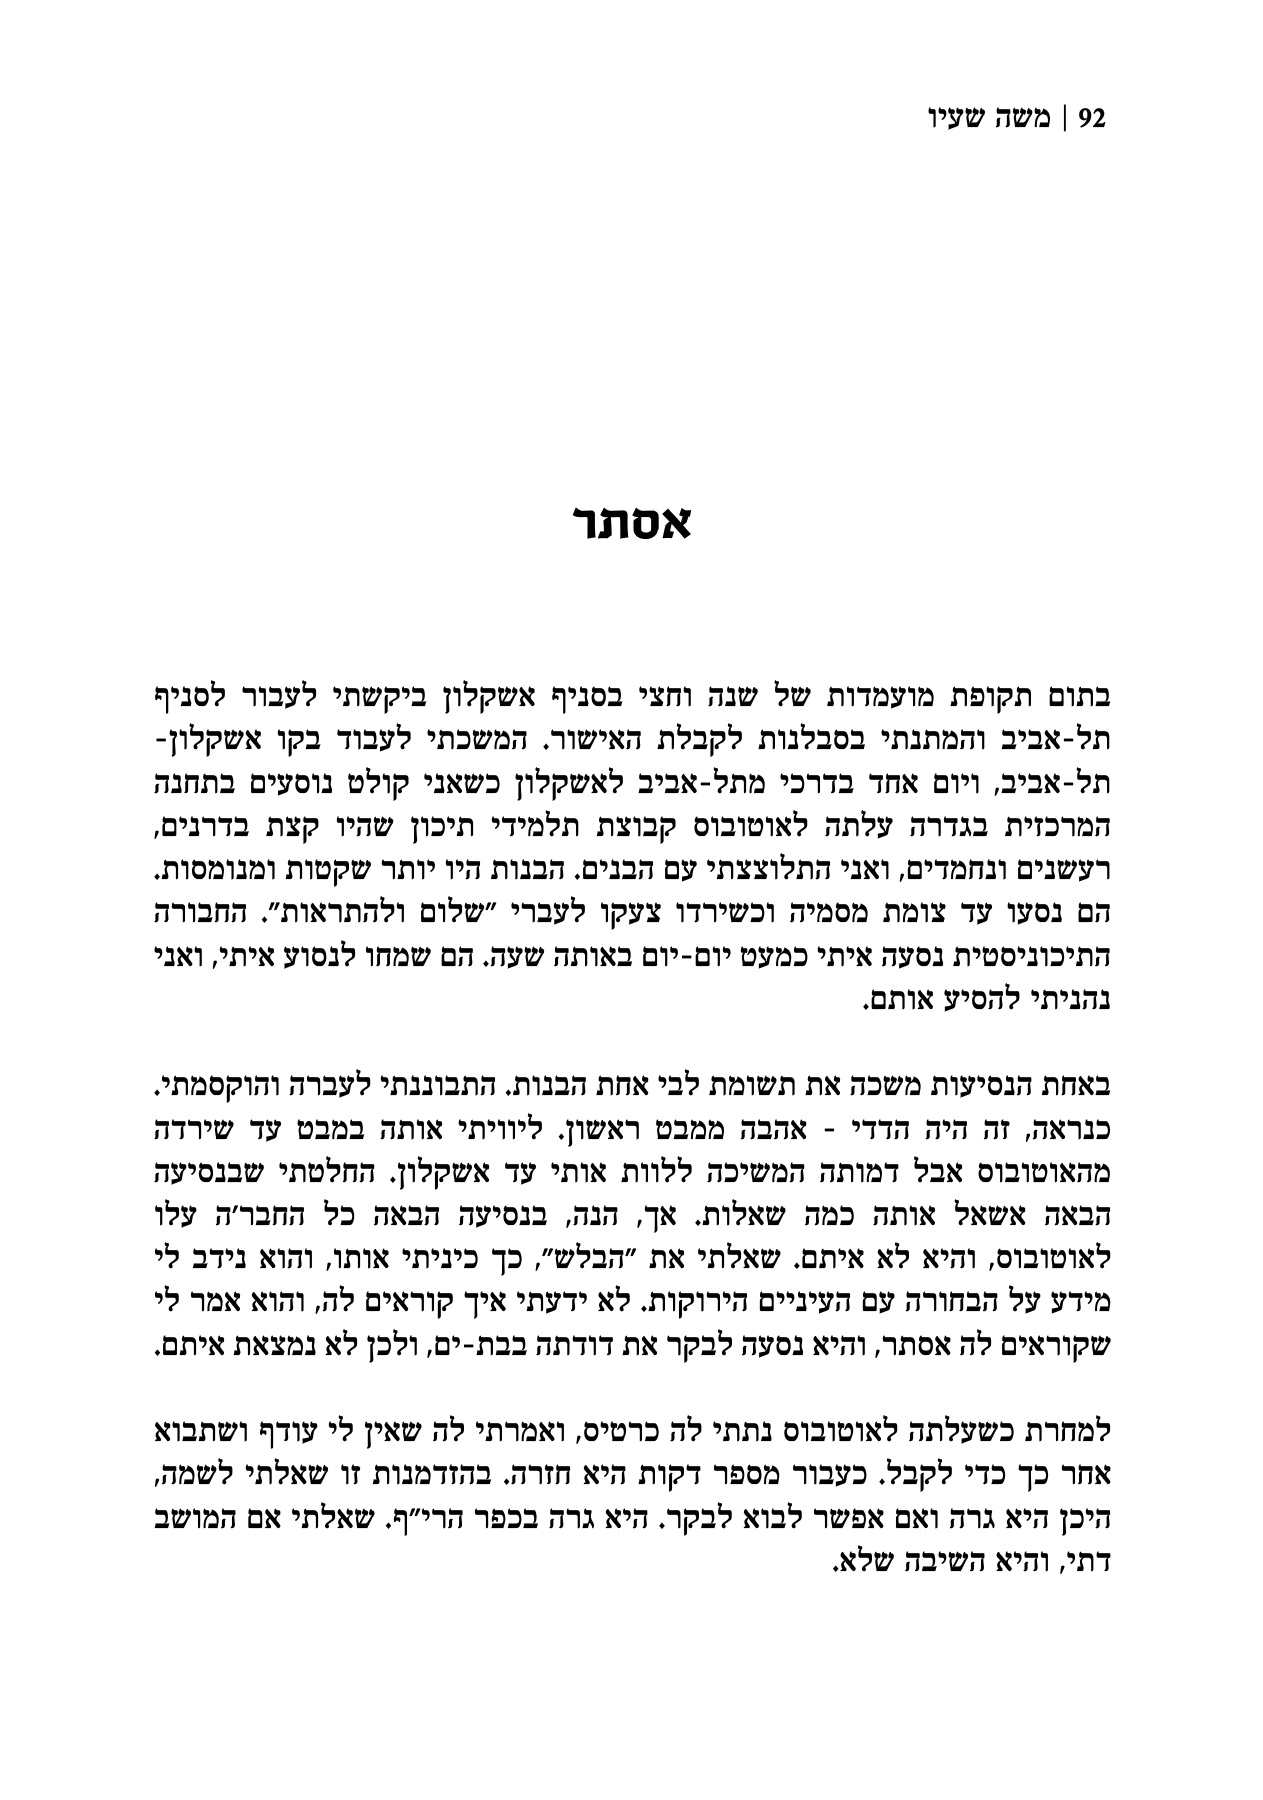 92 | משה שעיו
אסתר
בתום תקופת מועמדות של שנה וחצי בסניף אשקלון ביקשתי לעבור לסניף
תל-אביב והמתנתי בסבלנות לקבלת האישור. המשכתי לעבוד בקו אשקלון-
תל-אביב, ויום אחד בדרכי מתל-אביב לאשקלון כשאני קולט נוסעים בתחנה
המרכזית בגדרה עלתה לאוטובוס קבוצת תלמידי תיכון שהיו קצת בדרנים,
רעשנים ונחמדים, ואני התלוצצתי עם הבנים. הבנות היו יותר שקטות ומנומסות.
הם נסעו עד צומת מסמיה וכשירדו צעקו לעברי "שלום ולהתראות". החבורה
התיכוניסטית נסעה איתי כמעט יום-יום באותה שעה. הם שמחו לנסוע איתי, ואני
נהניתי להסיע אותם.
באחת הנסיעות משכה את תשומת לבי אחת הבנות. התבוננתי לעברה והוקסמתי.
כנראה, זה היה הדדי - אהבה ממבט ראשון. ליוויתי אותה במבט עד שירדה
מהאוטובוס אבל דמותה המשיכה ללוות אותי עד אשקלון. החלטתי שבנסיעה
הבאה אשאל אותה כמה שאלות. אך, הנה, בנסיעה הבאה כל החבר'ה עלו
לאוטובוס, והיא לא איתם. שאלתי את "הבלש", כך כיניתי אותו, והוא נידב לי
מידע על הבחורה עם העיניים הירוקות. לא ידעתי איך קוראים לה, והוא אמר לי
שקוראים לה אסתר, והיא נסעה לבקר את דודתה בבת-ים, ולכן לא נמצאת איתם.
למחרת כשעלתה לאוטובוס נתתי לה כרטיס, ואמרתי לה שאין לי עודף ושתבוא
אחר כך כדי לקבל. כעבור מספר דקות היא חזרה. בהזדמנות זו שאלתי לשמה,
היכן היא גרה ואם אפשר לבוא לבקר. היא גרה בכפר הרי"ף. שאלתי אם המושב
דתי, והיא השיבה שלא.